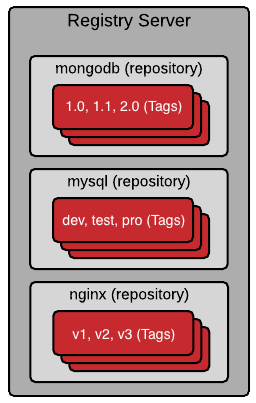 Registry Server
mongodb (repository)
1.0, 1.1, 2.0 (Tags)
mysql (repository)
dev, test, pro (Tags)
nginx (repository)
v1, v2, v3 (Tags)